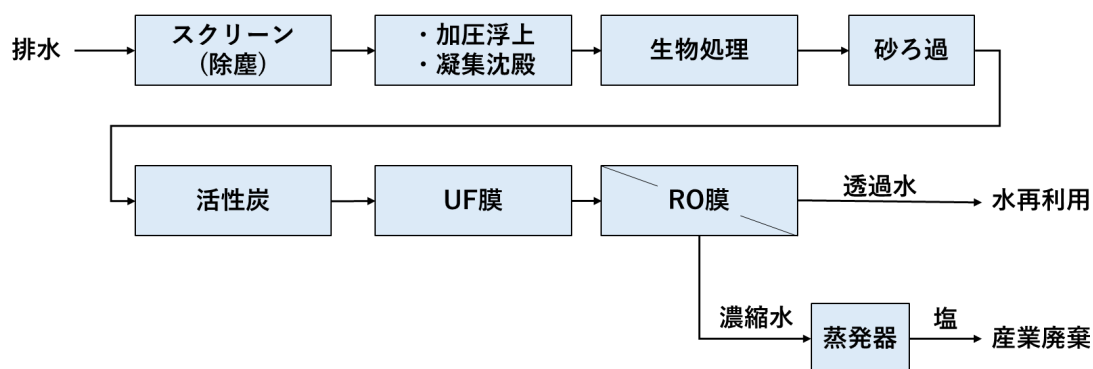 排水
スクリーン
(除塵)
・加圧浮上
・凝集沈殿
生物処理
砂ろ過
活性炭
UF膜
RO膜
透過水
水再利用
濃縮水
蒸発器
塩
産業廃棄